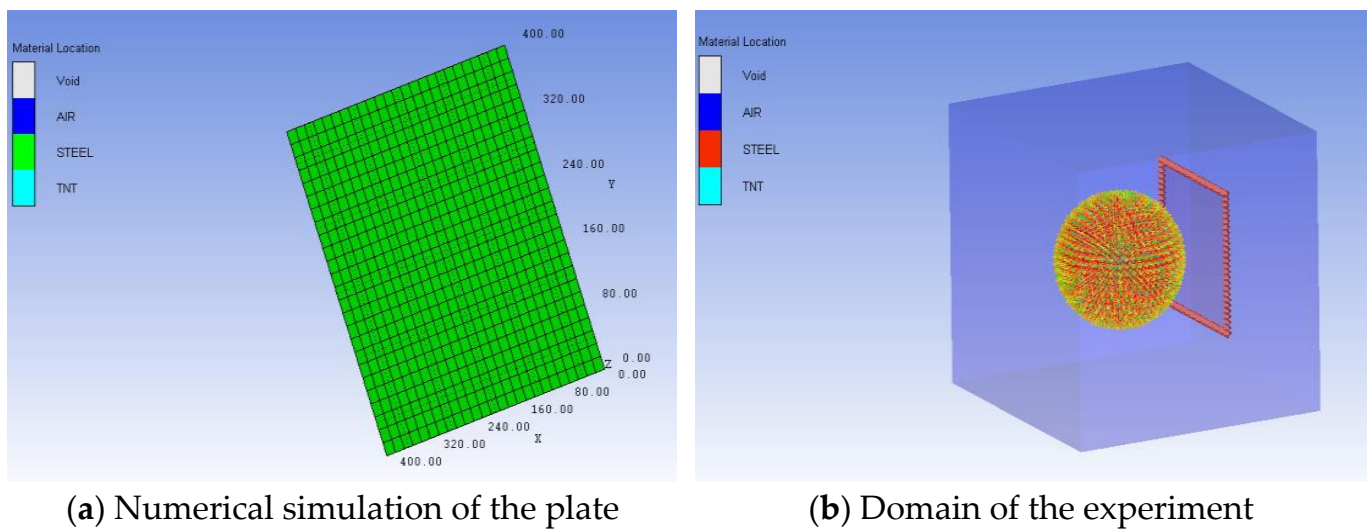 Material Location
Void
AIR
STEEL
TNT
400.00
320.00
240.00
Y
160.00
80.00
Z 0.00
0.00
80.00
160.00
240.00 X
320.00
400.00
(a) Numerical simulation of the plate
Material Location
Void
AIR
STEEL
TNT
(b) Domain of the experiment